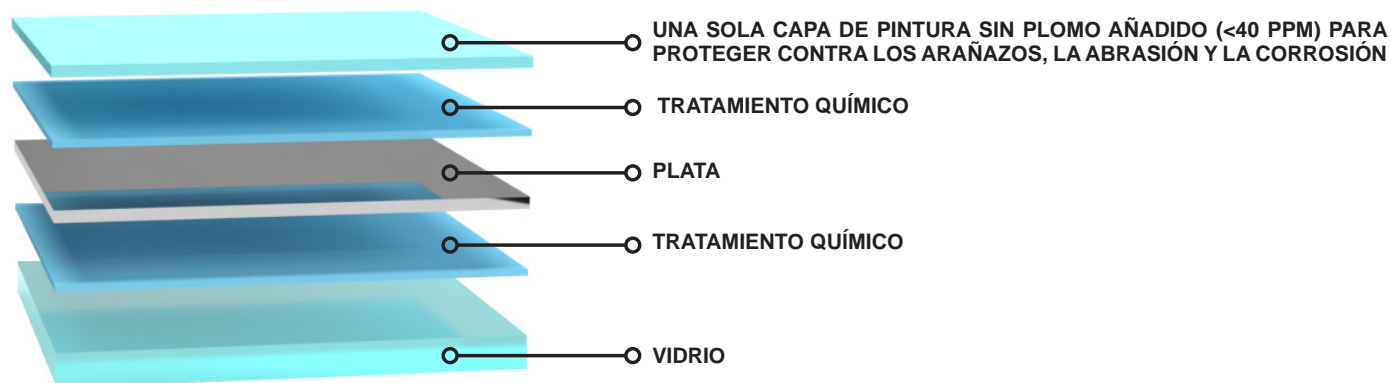 UNA SOLA CAPA DE PINTURA SIN PLOMO AÑADIDO (<40 PPM) PARA
PROTEGER CONTRA LOS ARAÑAZOS, LA ABRASIÓN Y LA CORROSIÓN
TRATAMIENTO QUÍMICO
PLATA
TRATAMIENTO QUÍMICO
VIDRIO